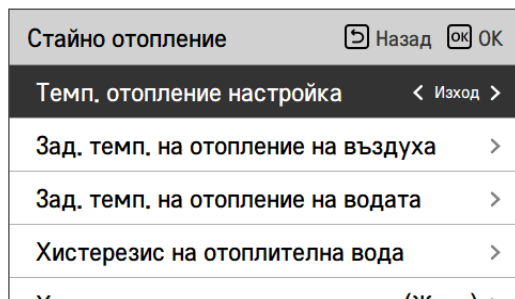 Стайно отопление Назад OK OK
Темп. отопление настройка < Изход >
Зад. темп. на отопление на въздуха >
Зад. темп. на отопление на водата >
Хистерезис на отоплителна вода >